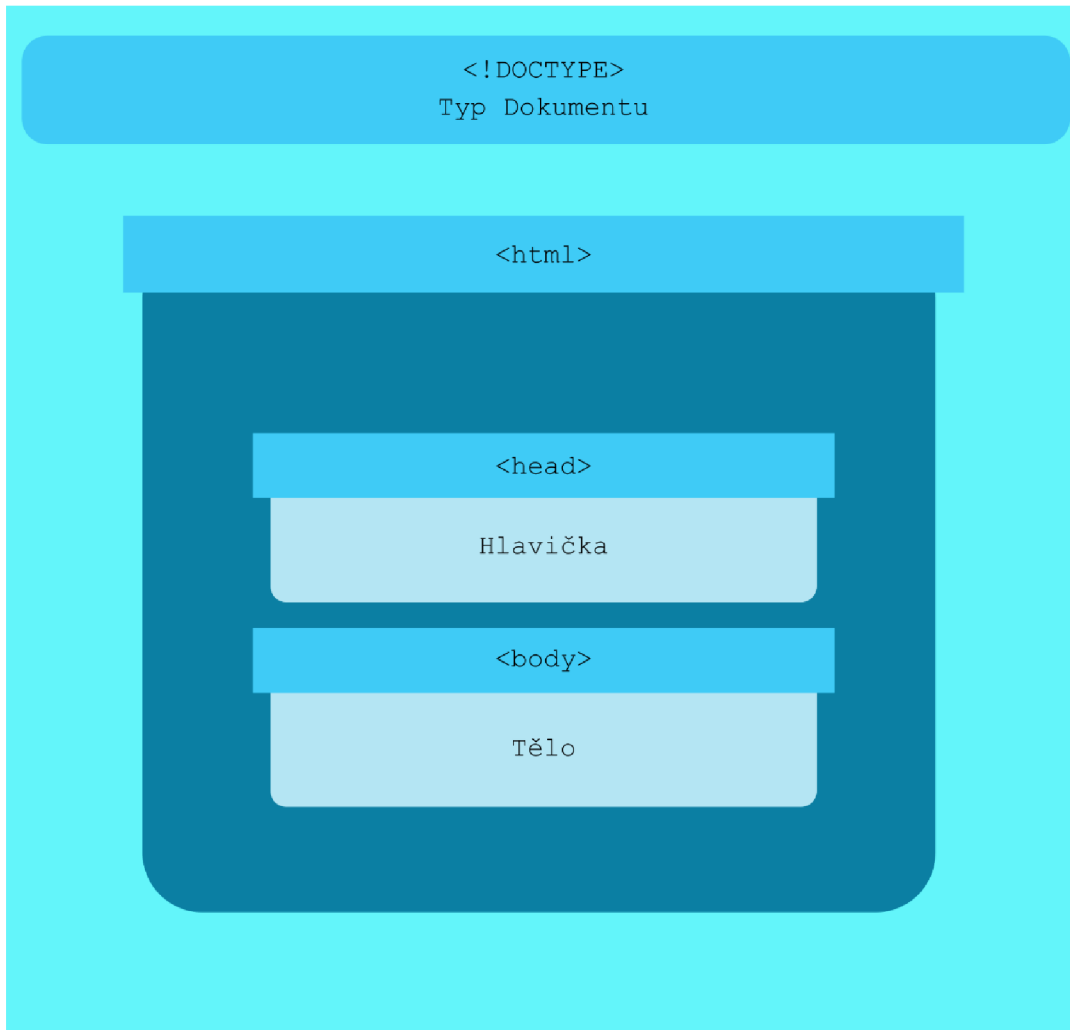 <!DOCTYPE>
Typ Dokumentu
<html>
<head>
Hlavička
<body>
Tělo